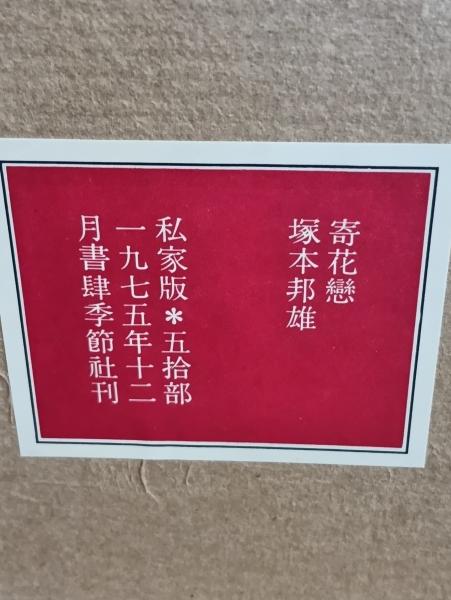 寄花戀
塚本邦雄
私家版*五拾部
一九七五年十二
月書肆季節社刊